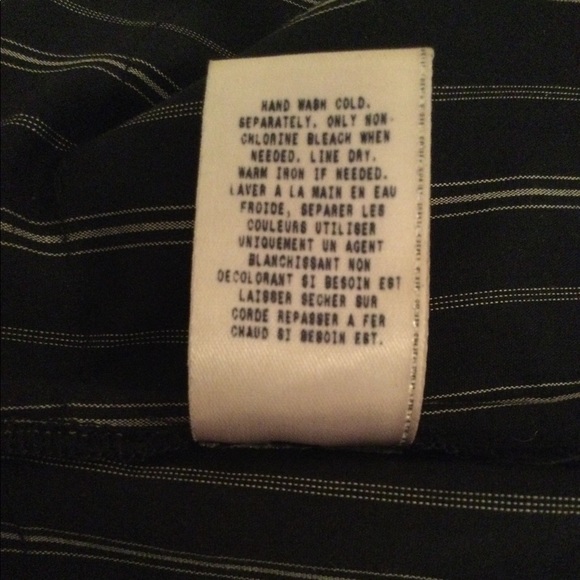 HAND WASH COLD.
SEPARATELY, ONLY NON-
CHLORINE BLEACH WHEN
NEEDED. LINE DRY.
WARM IRON IF NEEDED.
LAVER A LA MAIN EN EAU
FROIDE, SEPARER LES
COULEURS UTILISER
UNIQUEMENT UN AGENT
BLANCHISSANT NON
DECOLORANT SI BESOIN EST
LAISSER SECHER SUR
CORDE REPASSER A FER
CHAUD SI BESOIN EST.